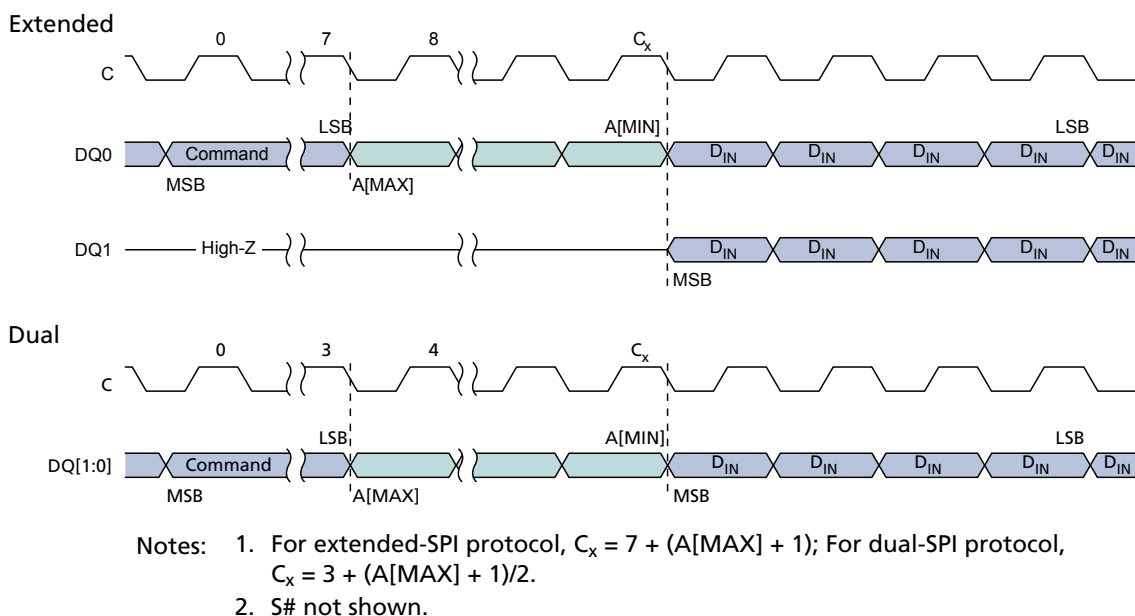 Extended
0 7 8 Cx
C
LSB A[MIN] LSB
DQ0 Command DIN DIN DIN DIN DIN
MSB A[MAX]
DQ1 High-Z DIN DIN DIN DIN DIN
MSB
Dual
0 3 4 Cx
C
LSB A[MIN] LSB
DQ[1:0] Command DIN DIN DIN DIN DIN
MSB A[MAX] MSB
Notes: 1. For extended-SPI protocol, Cx = 7 + (A[MAX] + 1); For dual-SPI protocol,
Cx = 3 + (A[MAX] + 1)/2.
2. S# not shown.